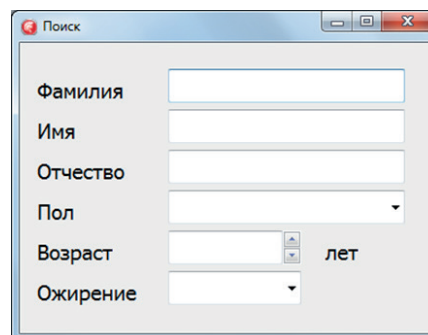 Поиск
Фамилия
Имя
Отчество
Пол
Возраст лет
Ожирение